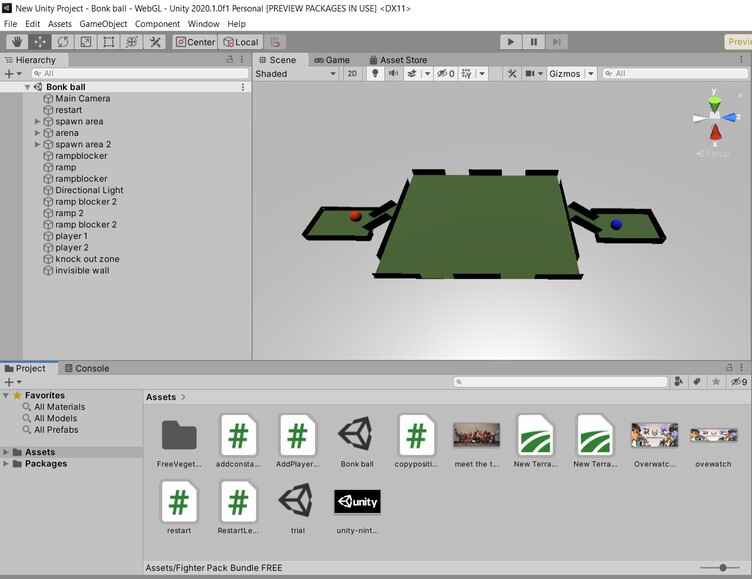 New Unity Project - Bonk ball - WebGL - Unity 2020.1.0f1 Personal [PREVIEW PACKAGES IN USE] <DX11>
File Edit Assets GameObject Component Window Help
Center Local Previ
Hierarchy
All
Bonk ball
Main Camera
restart
spawn area
arena
spawn area 2
rampblocker
ramp
rampblocker
Directional Light
ramp blocker 2
ramp 2
ramp blocker 2
player 1
player 2
knock out zone
invisible wall
Scene Game Asset Store
Shaded 2D 0 Gizmos All
y
z
x
Persp
Project Console
9
Favorites
All Materials
All Models
All Prefabs
Assets
Packages
Assets
FreeVeget... addconsta... AddPlayer... Bonk ball copypositi... meet the t... New Terra... New Terra... Overwatc... ovewatch
restart RestartLe... trial unity-nint...
unity
Assets/Fighter Pack Bundle FREE